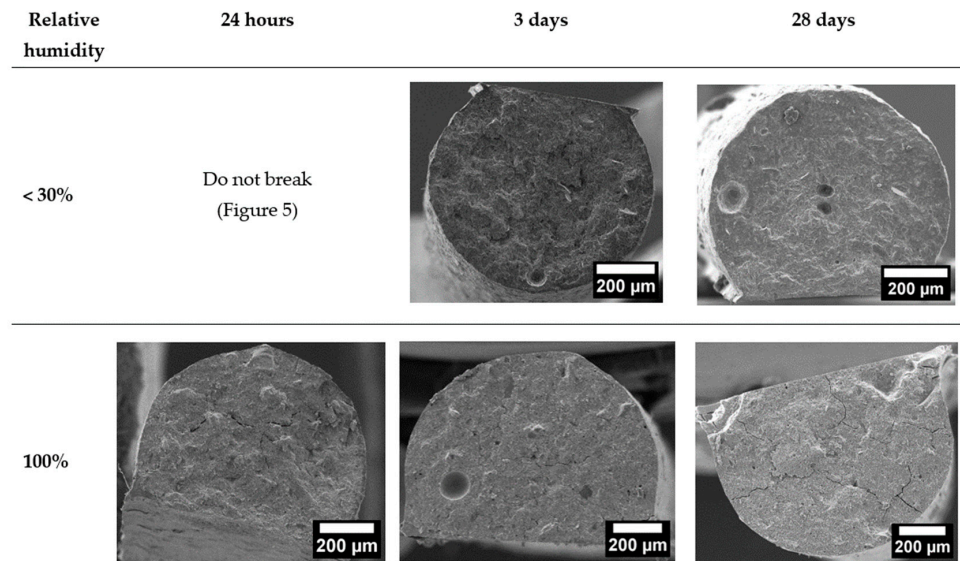 Relative
humidity
24 hours
3 days
28 days
< 30%
Do not break
(Figure 5)
200 µm
200 µm
100%
200 µm
200 µm
200 µm